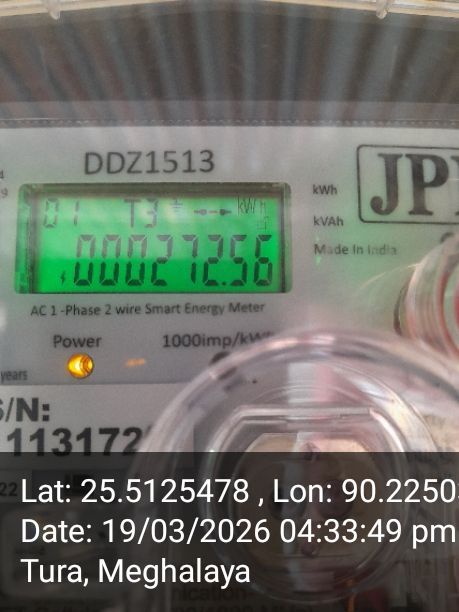 DDZ1513
01 T3 kWh
00027256
kWh
kVAh
JP
Made In India
AC 1 -Phase 2 wire Smart Energy Meter
Power 1000imp/kWh
years
S/N:
113172
Lat: 25.5125478 , Lon: 90.2250
Date: 19/03/2026 04:33:49 pm
Tura, Meghalaya